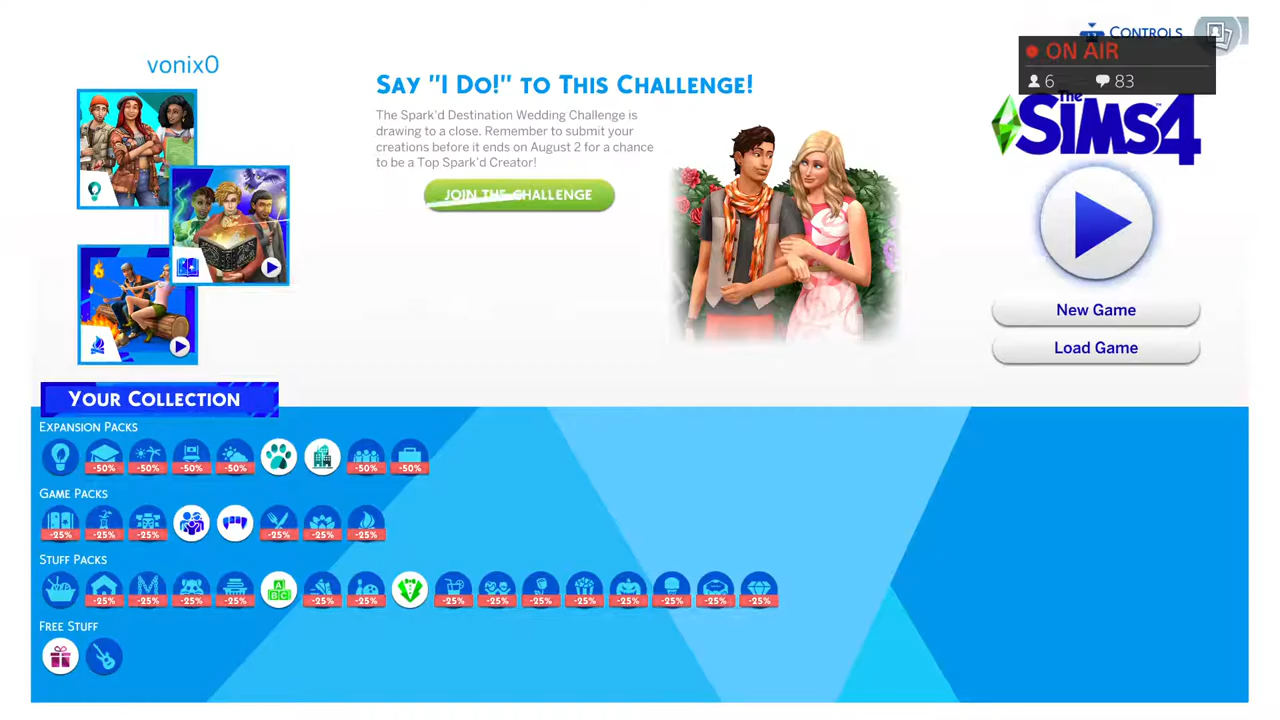 CONTROLS
ON AIR
6 83
vonix0
SAY "I DO!" TO THIS CHALLENGE!
The Spark'd Destination Wedding Challenge is
drawing to a close. Remember to submit your
creations before it ends on August 2 for a chance
to be a Top Spark'd Creator!
JOIN THE CHALLENGE
The SIMS 4
New Game
Load Game
YOUR COLLECTION
EXPANSION PACKS
-50% -50% -50% -50% -50% -50%
GAME PACKS
-25% -25% -25% -25% -25% -25%
STUFF PACKS
ABC
-25% -25% -25% -25% -25% -25% -25% -25% -25% -25% -25% -25% -25% -25%
FREE STUFF